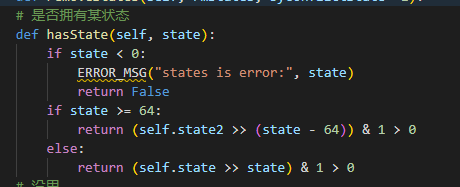 # 是否拥有某状态
def hasState(self, state):
    if state < 0:
        ERROR_MSG("states is error:", state)
        return False
    if state >= 64:
        return (self.state2 >> (state - 64)) & 1 > 0
    else:
        return (self.state >> state) & 1 > 0